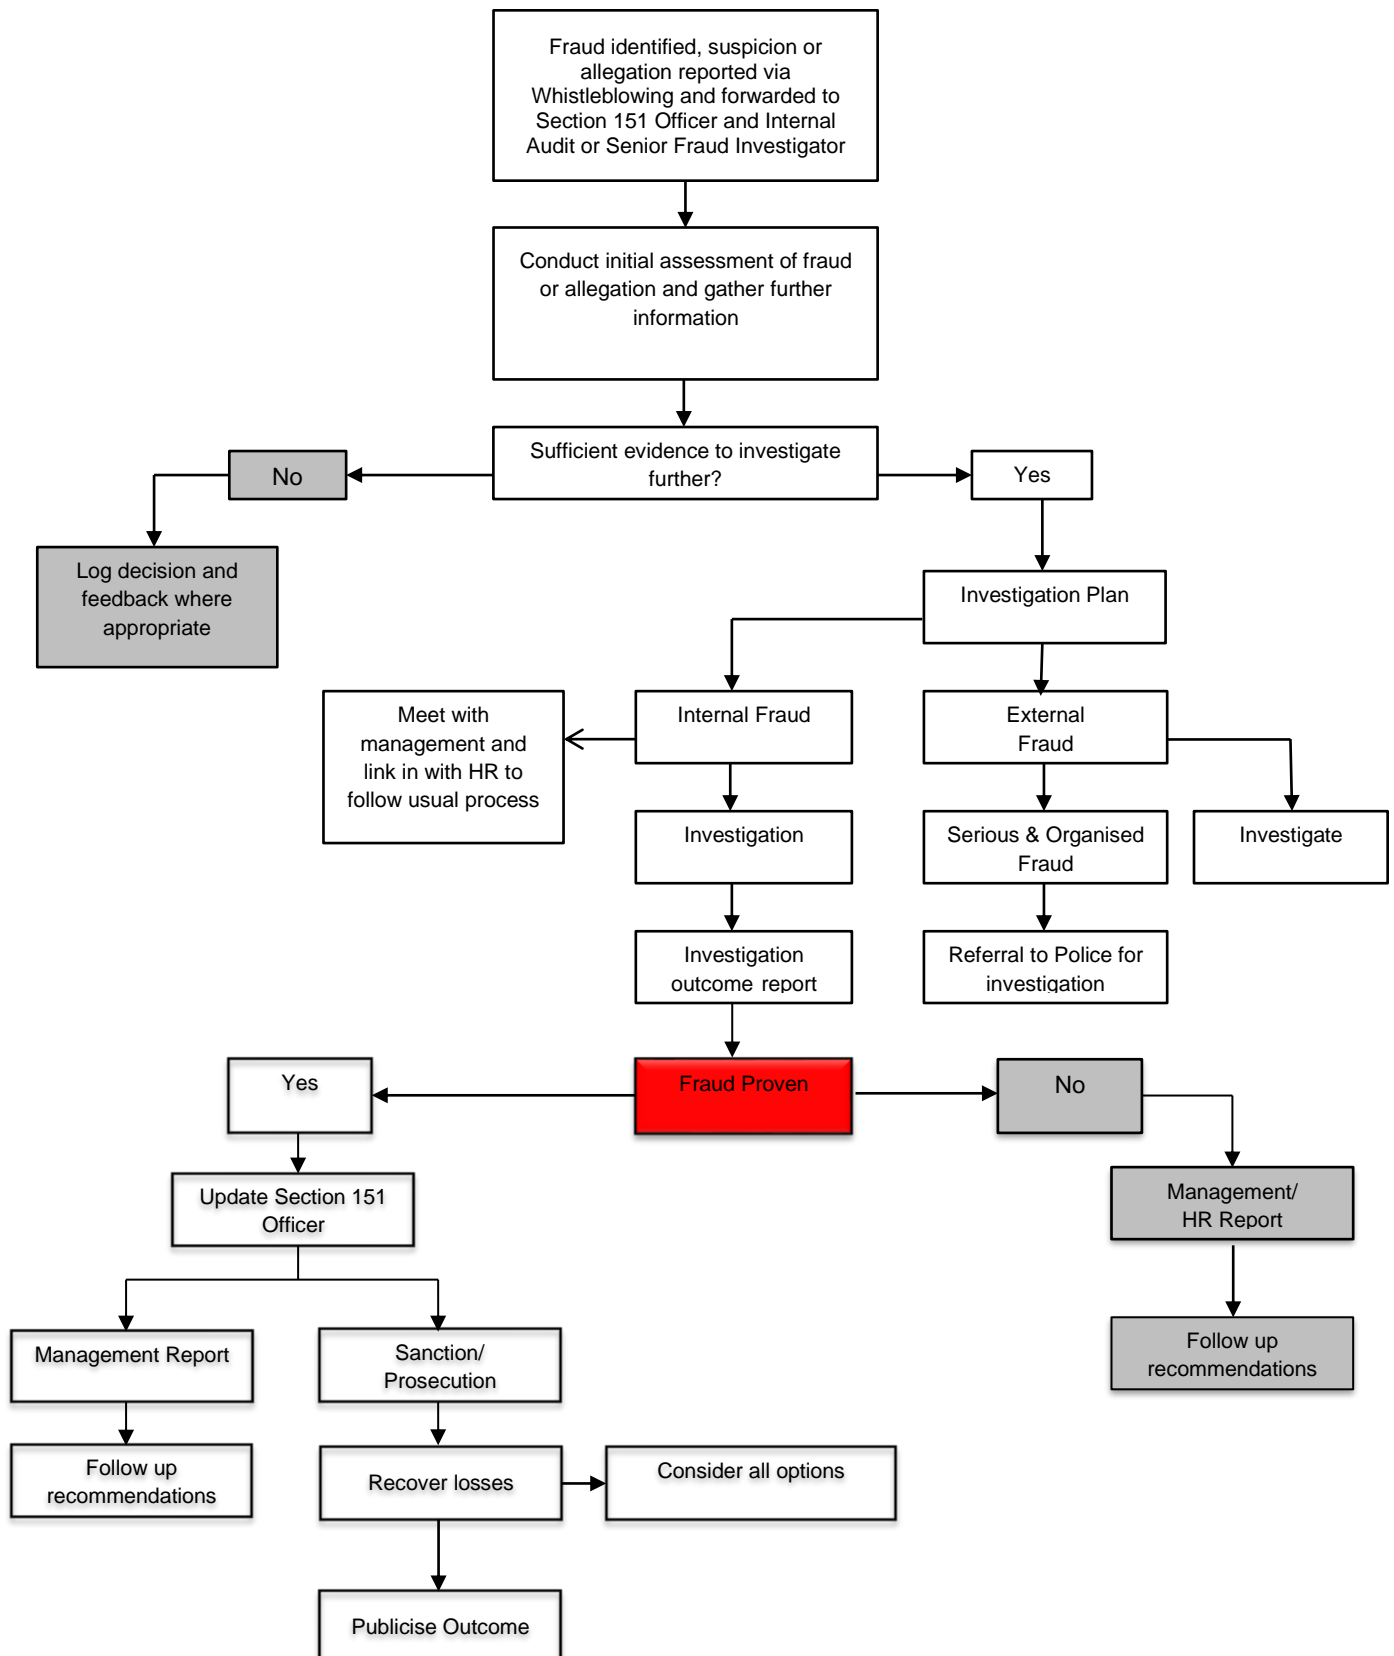 Fraud identified, suspicion or
allegation reported via
Whistleblowing and forwarded to
Section 151 Officer and Internal
Audit or Senior Fraud Investigator
Conduct initial assessment of fraud
or allegation and gather further
information
Sufficient evidence to investigate
further?
No
Yes
Log decision and
feedback where
appropriate
Investigation Plan
Meet with
management and
link in with HR to
follow usual process
Internal Fraud
External
Fraud
Investigation
Serious & Organised
Fraud
Investigate
Investigation
outcome report
Referral to Police for
investigation
Yes
Fraud Proven
No
Update Section 151
Officer
Management/
HR Report
Management Report
Sanction/
Prosecution
Follow up
recommendations
Follow up
recommendations
Recover losses
Consider all options
Publicise Outcome